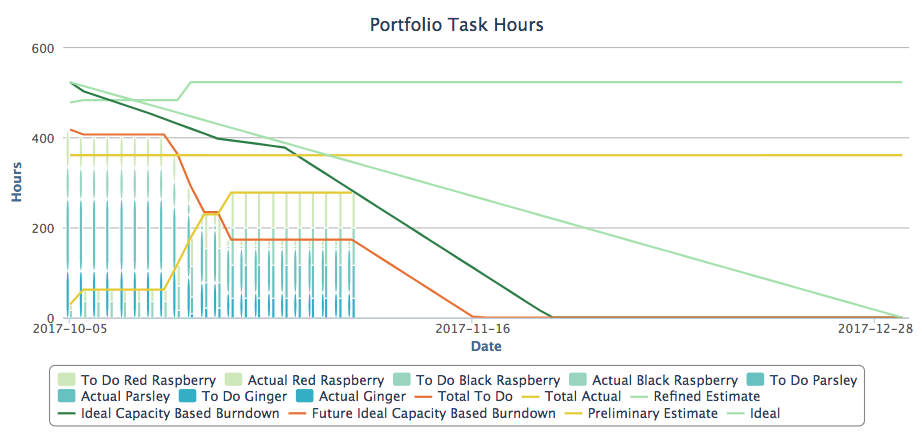 Portfolio Task Hours
600
400
200
0
Hours
2017-10-05 2017-11-16 2017-12-28
Date
To Do Red Raspberry Actual Red Raspberry To Do Black Raspberry Actual Black Raspberry To Do Parsley
Actual Parsley To Do Ginger Actual Ginger Total To Do Total Actual Refined Estimate
Ideal Capacity Based Burndown Future Ideal Capacity Based Burndown Preliminary Estimate Ideal